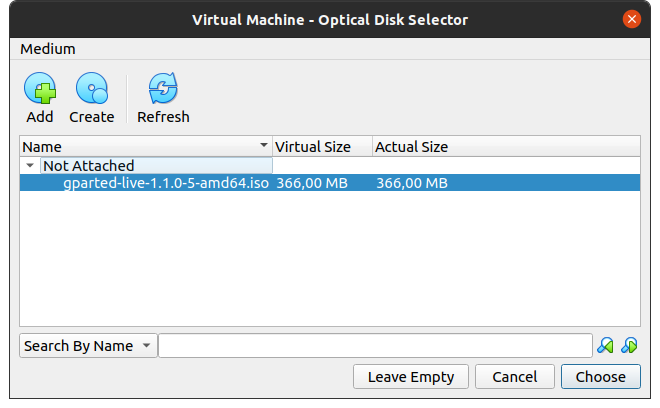 Virtual Machine - Optical Disk Selector
Medium
Add Create Refresh
Name Virtual Size Actual Size
Not Attached
gparted-live-1.1.0-5-amd64.iso 366,00 MB 366,00 MB
Search By Name
Leave Empty Cancel Choose